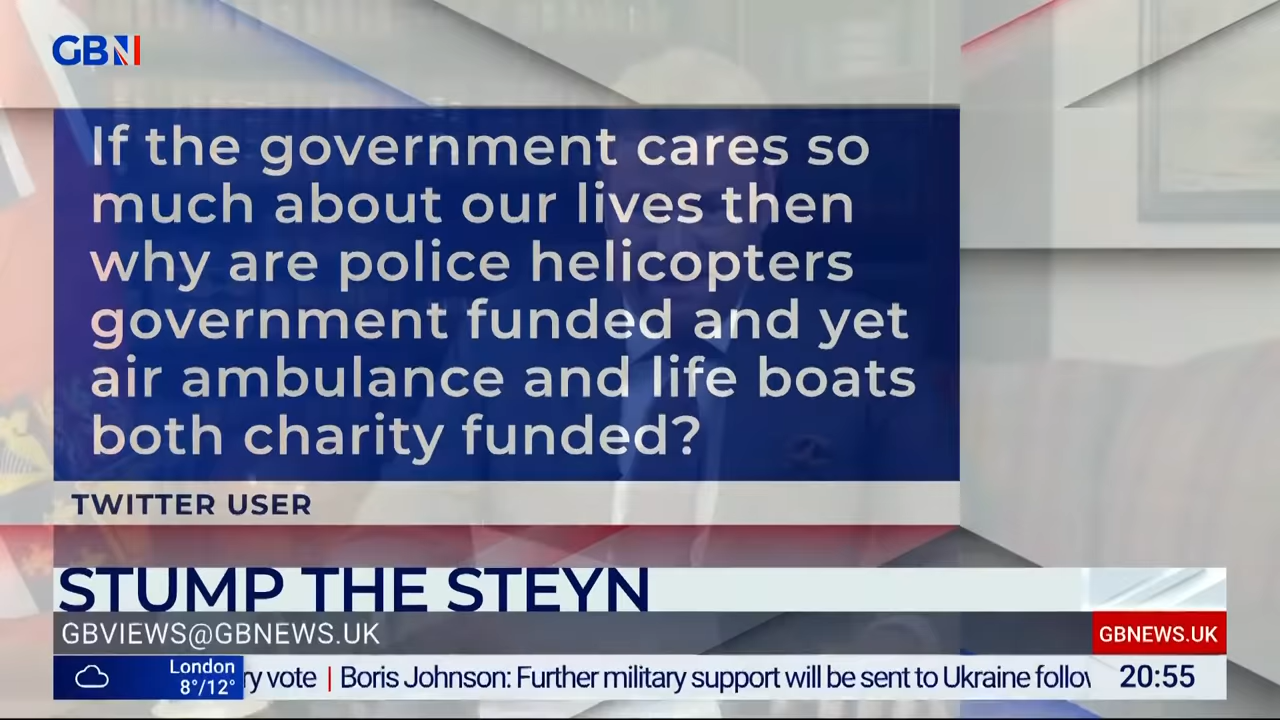 GBN
If the government cares so
much about our lives then
why are police helicopters
government funded and yet
air ambulance and life boats
both charity funded?
TWITTER USER
STUMP THE STEYN
GBVIEWS@GBNEWS.UK
GBNEWS.UK
London
8°/12°
ry vote | Boris Johnson: Further military support will be sent to Ukraine follov
20:55